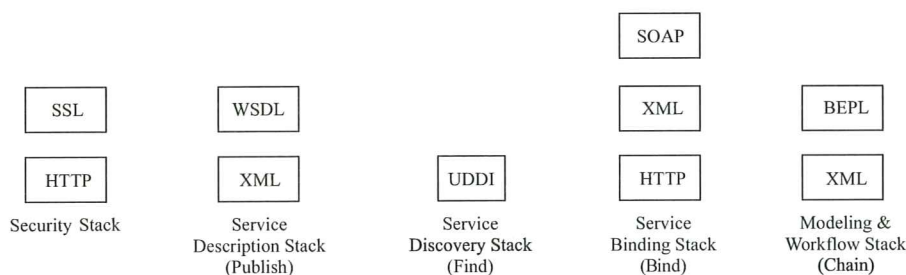 SOAP
SSL
WSDL
XML
BEPL
HTTP
XML
UDDI
HTTP
XML
Security Stack
Service
Description Stack
(Publish)
Service
Discovery Stack
(Find)
Service
Binding Stack
(Bind)
Modeling &
Workflow Stack
(Chain)